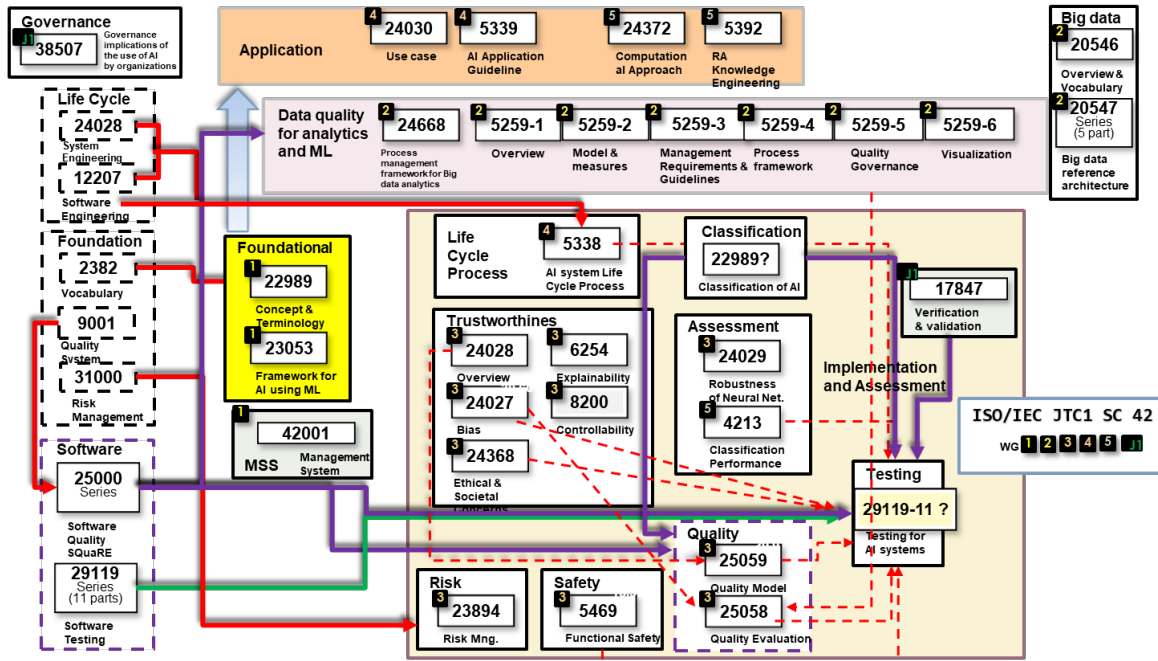 Governance
J1
38507
Governance
implications of
the use of AI
by organizations
Application
4
24030
Use case
4
5339
AI Application
Guideline
5
24372
Computation
al Approach
5
5392
RA
Knowledge
Engineering
Big data
2
20546
Overview &
Vocabulary
2
20547
Series
(5 part)
Big data
reference
architecture
Data quality
for analytics
and ML
2
24668
Process
management
framework for Big
data analytics
2
5259-1
Overview
2
5259-2
Model &
measures
2
5259-3
Management
Requirements &
Guidelines
2
5259-4
Process
framework
2
5259-5
Quality
Governance
2
5259-6
Visualization
Life Cycle
24028
System
Engineering
12207
Software
Engineering
Foundation
2382
Vocabulary
9001
Quality
System
31000
Risk
Management
Foundational
1
22989
Concept &
Terminology
1
23053
Framework for
AI using ML
1
42001
MSS
Management
System
Software
25000
Series
Software
Quality
SQuaRE
29119
Series
(11 parts)
Software
Testing
Life
Cycle
Process
4
5338
AI system Life
Cycle Process
Classification
22989?
Classification of AI
J1
17847
Verification
& validation
Trustworthines
3
24028
Overview
3
6254
Explainability
3
24027
Bias
3
8200
Controllability
3
24368
Ethical &
Societal
Concerns
Assessment
3
24029
Robustness
of Neural Net.
5
4213
Classification
Performance
Implementation
and Assessment
Testing
29119-11 ?
Testing for
AI systems
Quality
3
25059
Quality Model
3
25058
Quality Evaluation
Risk
3
23894
Risk Mng.
Safety
3
5469
Functional Safety
ISO/IEC JTC1 SC 42
WG 1 2 3 4 5 J1